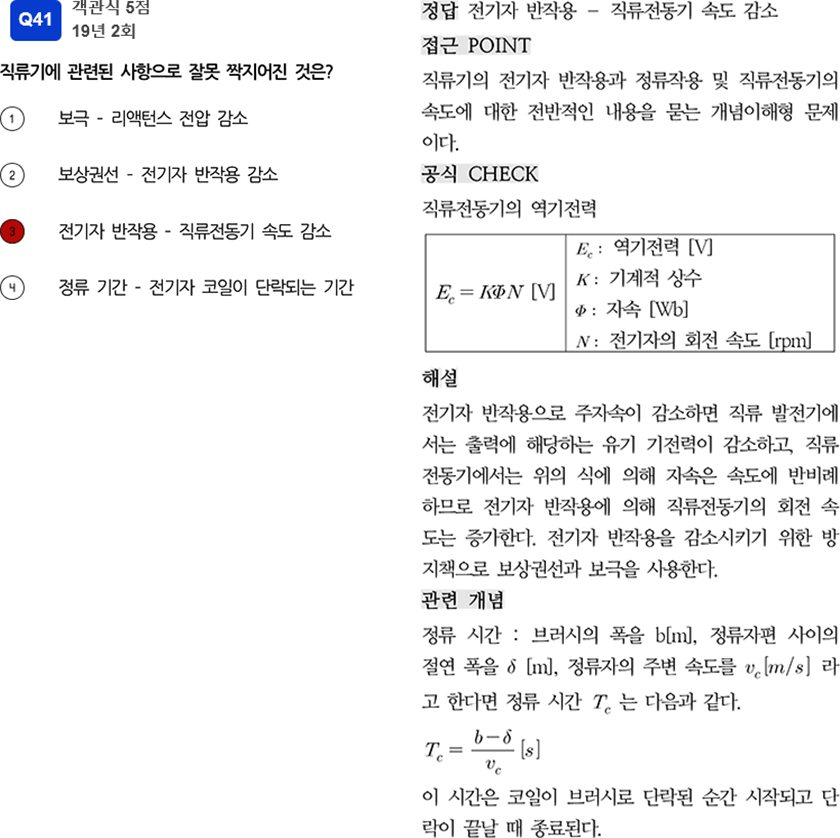 Q41
객관식 5점
19년 2회
직류기에 관련된 사항으로 잘못 짝지어진 것은?
1 보극 - 리액턴스 전압 감소
2 보상권선 - 전기자 반작용 감소
3 전기자 반작용 - 직류전동기 속도 감소
4 정류 기간 - 전기자 코일이 단락되는 기간
정답 전기자 반작용 - 직류전동기 속도 감소
접근 POINT
직류기의 전기자 반작용과 정류작용 및 직류전동기의
속도에 대한 전반적인 내용을 묻는 개념이해형 문제
이다.
공식 CHECK
직류전동기의 역기전력
E_c = KΦN [V]
E_c : 역기전력 [V]
K : 기계적 상수
Φ : 자속 [Wb]
N : 전기자의 회전 속도 [rpm]
해설
전기자 반작용으로 주자속이 감소하면 직류 발전기에
서는 출력에 해당하는 유기 기전력이 감소하고, 직류
전동기에서는 위의 식에 의해 자속은 속도에 반비례
하므로 전기자 반작용에 의해 직류전동기의 회전 속
도는 증가한다. 전기자 반작용을 감소시키기 위한 방
지책으로 보상권선과 보극을 사용한다.
관련 개념
정류 시간 : 브러시의 폭을 b[m], 정류자편 사이의
절연 폭을 δ [m], 정류자의 주변 속도를 v_c[m/s] 라
고 한다면 정류 시간 T_c 는 다음과 같다.
T_c = (b-δ)/v_c [s]
이 시간은 코일이 브러시로 단락된 순간 시작되고 단
락이 끝날 때 종료된다.